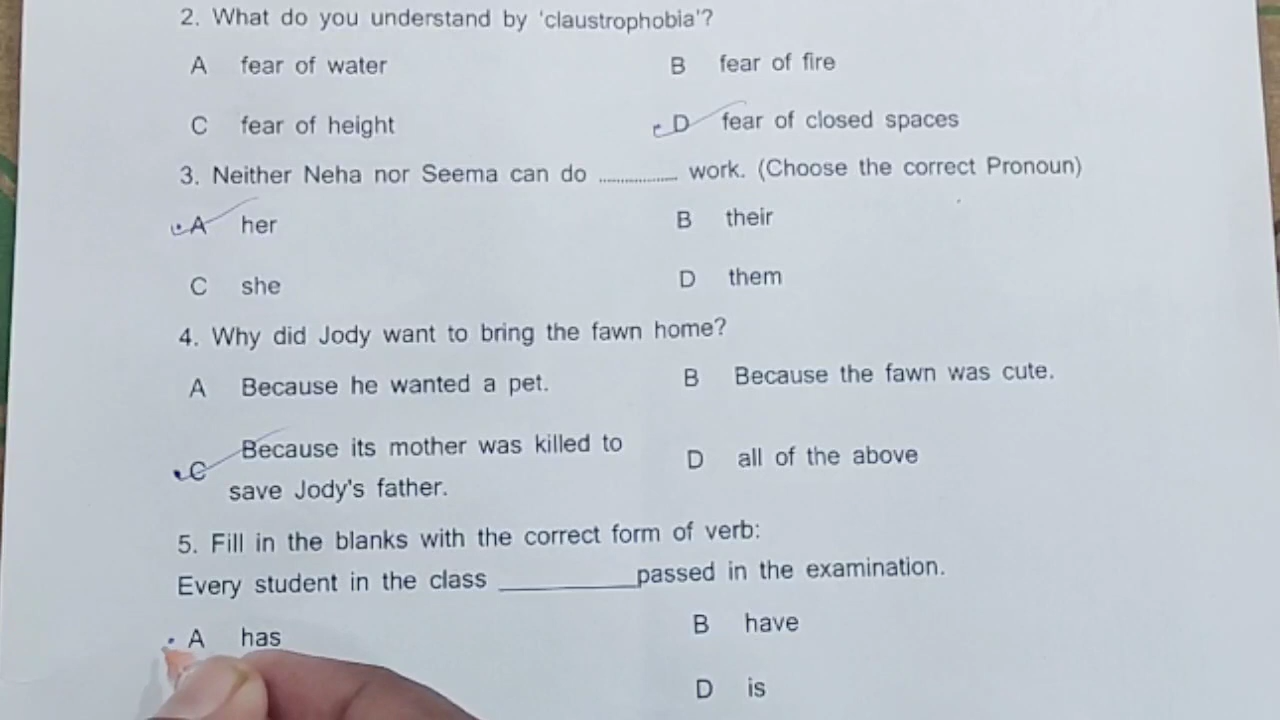 2. What do you understand by 'claustrophobia'?
A fear of water B fear of fire
C fear of height D fear of closed spaces
3. Neither Neha nor Seema can do ................ work. (Choose the correct Pronoun)
A her B their
C she D them
4. Why did Jody want to bring the fawn home?
A Because he wanted a pet. B Because the fawn was cute.
C Because its mother was killed to
save Jody's father.
D all of the above
5. Fill in the blanks with the correct form of verb:
Every student in the class __________passed in the examination.
A has B have
D is